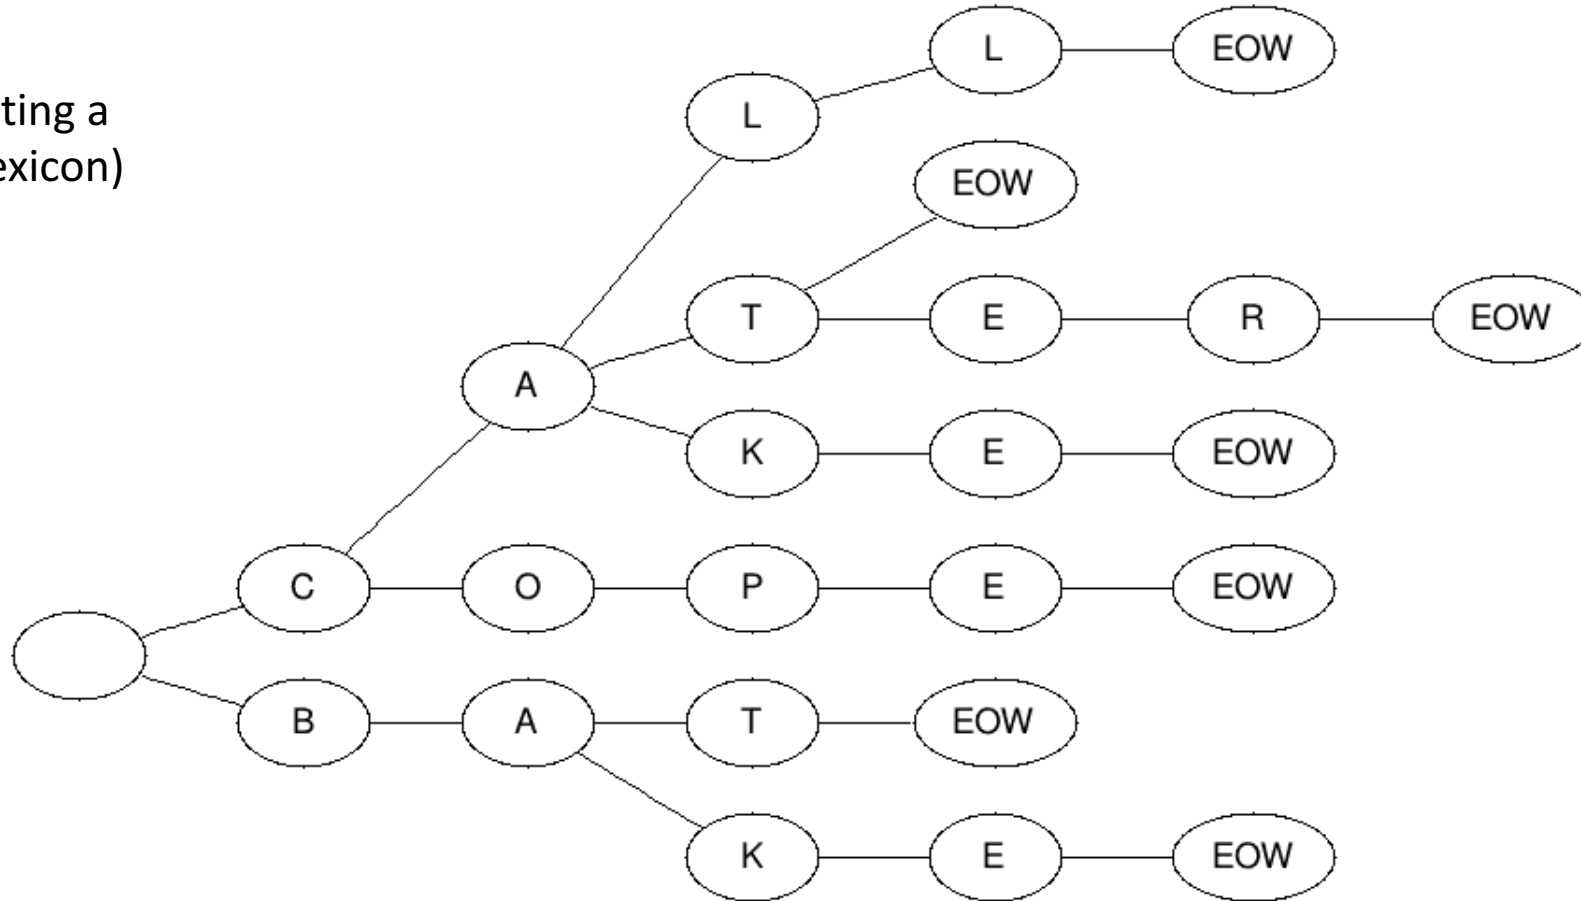 L EOW
L
ting a
exicon)
EOW
T E R EOW
A
K E EOW
C O P E EOW
B A T EOW
K E EOW